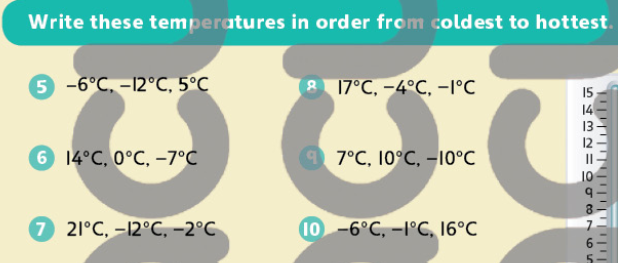 Write these temperatures in order from coldest to hottest.
5 –6°C, –12°C, 5°C
6 14°C, 0°C, –7°C
7 21°C, –12°C, –2°C
8 17°C, –4°C, –1°C
9 7°C, 10°C, –10°C
10 –6°C, –1°C, 16°C
15
14
13
12
11
10
9
8
7
6
5